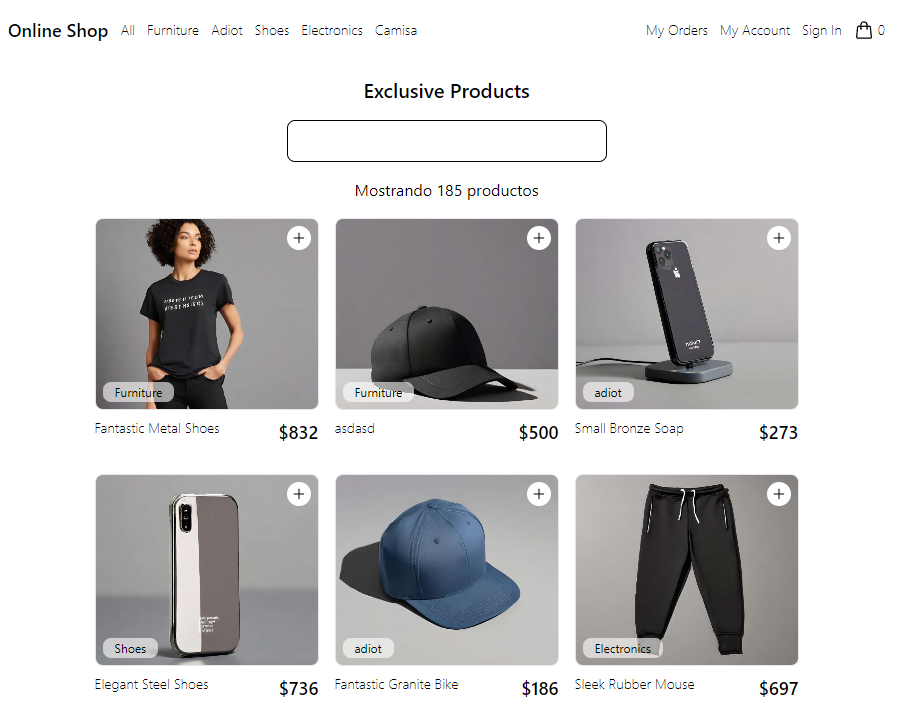 Online Shop All Furniture Adiot Shoes Electronics Camisa My Orders My Account Sign In 0
Exclusive Products
Mostrando 185 productos
Furniture
Furniture
adiot
Fantastic Metal Shoes $832
asdasd $500
Small Bronze Soap $273
Shoes
adiot
Electronics
Elegant Steel Shoes $736
Fantastic Granite Bike $186
Sleek Rubber Mouse $697